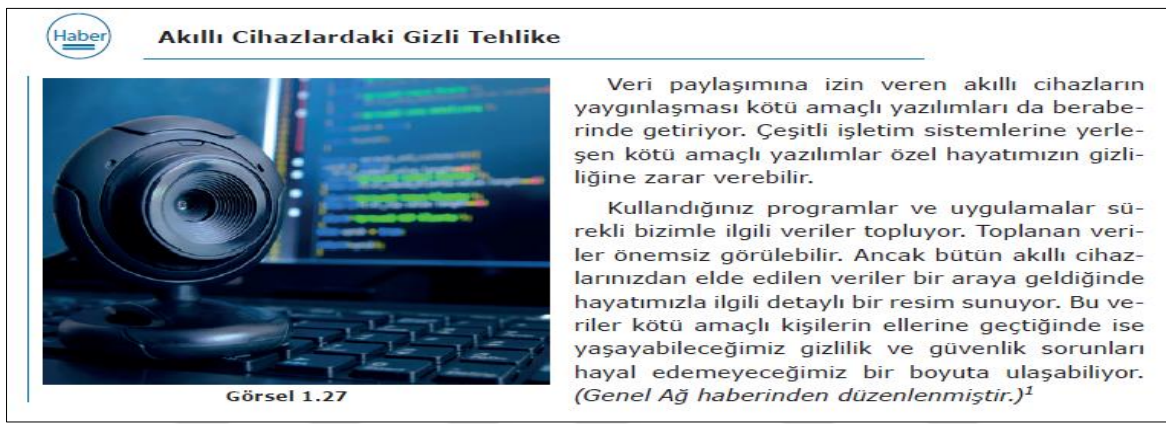 Haber
Akıllı Cihazlardaki Gizli Tehlike
Veri paylaşımına izin veren akıllı cihazların
yaygınlaşması kötü amaçlı yazılımları da berabe-
rinde getiriyor. Çeşitli işletim sistemlerine yerle-
şen kötü amaçlı yazılımlar özel hayatımızın gizli-
liğine zarar verebilir.
Kullandığınız programlar ve uygulamalar sü-
rekli bizimle ilgili veriler topluyor. Toplanan veri-
ler önemsiz görülebilir. Ancak bütün akıllı cihaz-
larınızdan elde edilen veriler bir araya geldiğinde
hayatımızla ilgili detaylı bir resim sunuyor. Bu ve-
riler kötü amaçlı kişilerin ellerine geçtiğinde ise
yaşayabileceğimiz gizlilik ve güvenlik sorunları
hayal edemeyeceğimiz bir boyuta ulaşabiliyor.
(Genel Ağ haberinden düzenlenmiştir.)¹
Görsel 1.27